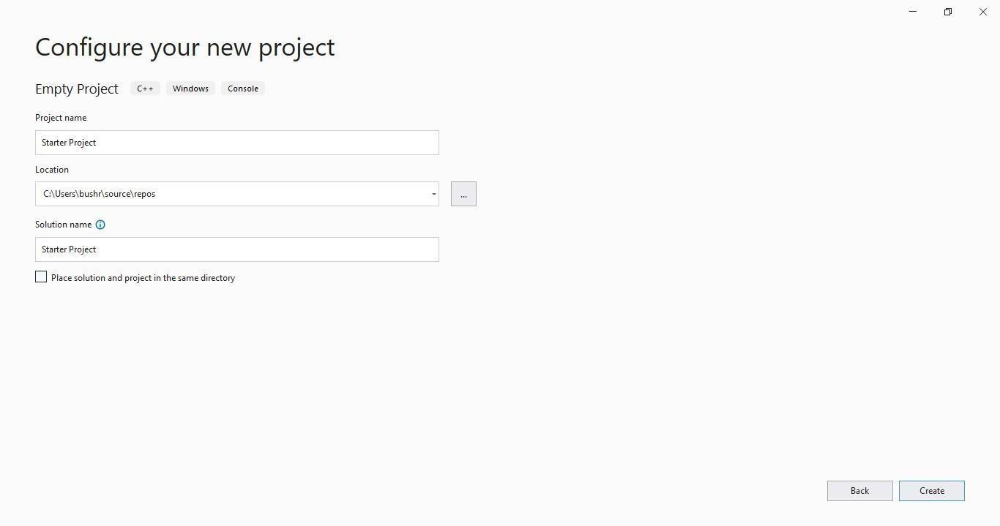 Configure your new project
Empty Project C++ Windows Console
Project name
Starter Project
Location
C:\Users\bushr\source\repos
...
Solution name
Starter Project
Place solution and project in the same directory
Back Create